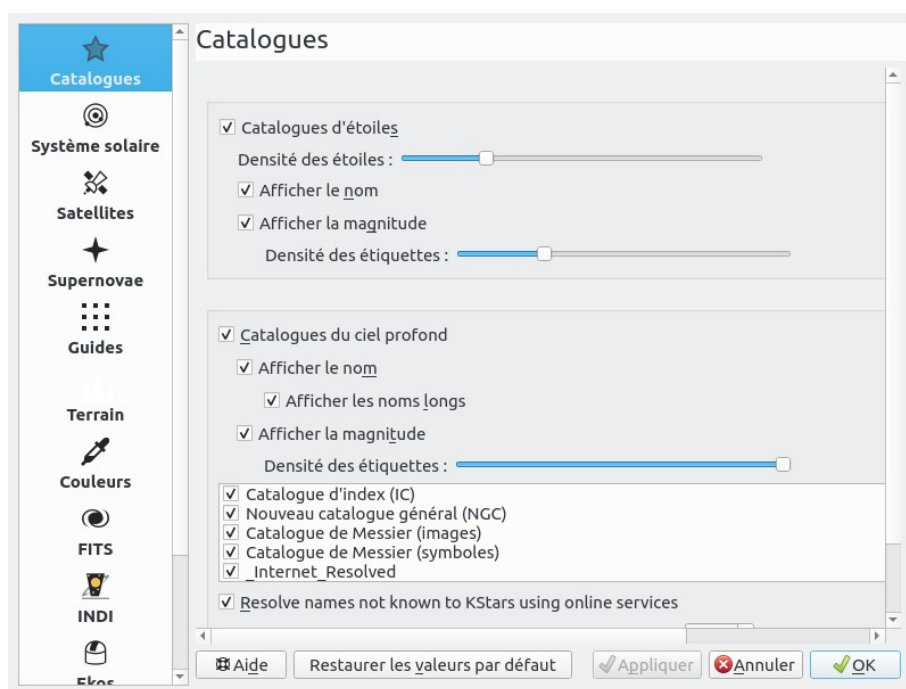 Catalogues
Système solaire
Satellites
Supernovae
Guides
Terrain
Couleurs
FITS
INDI
Ekos
Catalogues
Catalogues d'étoiles
Densité des étoiles :
Afficher le nom
Afficher la magnitude
Densité des étiquettes :
Catalogues du ciel profond
Afficher le nom
Afficher les noms longs
Afficher la magnitude
Densité des étiquettes :
Catalogue d'index (IC)
Nouveau catalogue général (NGC)
Catalogue de Messier (images)
Catalogue de Messier (symboles)
_Internet_Resolved
Resolve names not known to KStars using online services
Aide
Restaurer les valeurs par défaut
Appliquer
Annuler
OK